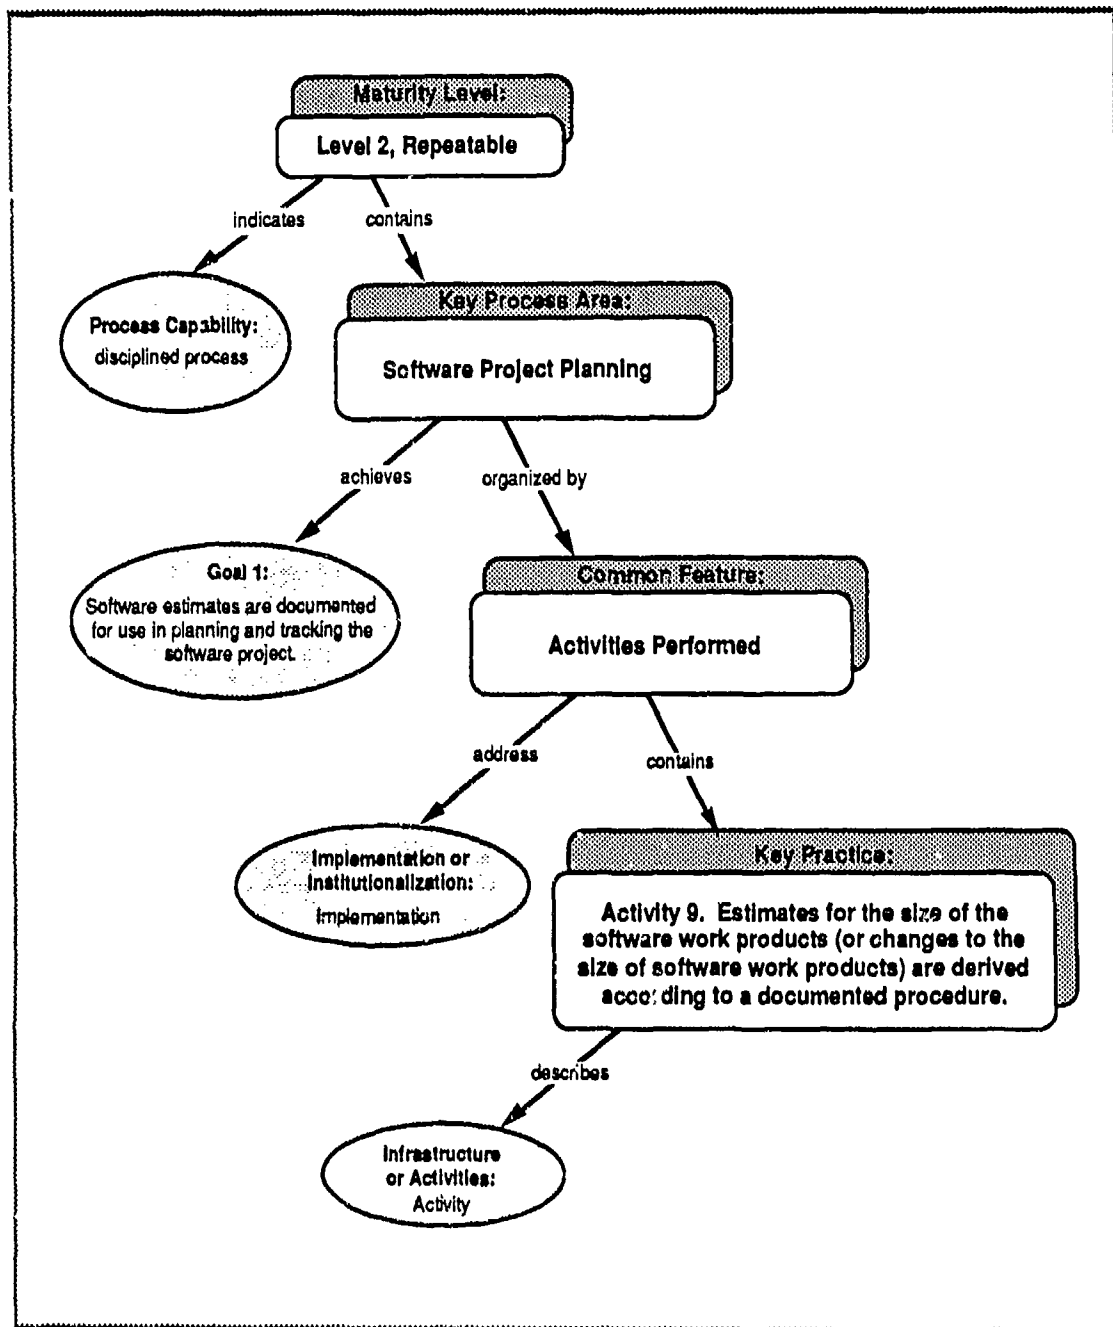 Maturity Level:
Level 2, Repeatable
indicates
contains
Process Capability:
disciplined process
Key Process Area:
Software Project Planning
achieves
organized by
Goal 1:
Software estimates are documented
for use in planning and tracking the
software project.
Common Feature:
Activities Performed
address
contains
Implementation or
Institutionalization:
Implementation
Key Practice:
Activity 9. Estimates for the size of the
software work products (or changes to the
size of software work products) are derived
according to a documented procedure.
describes
Infrastructure
or Activities:
Activity